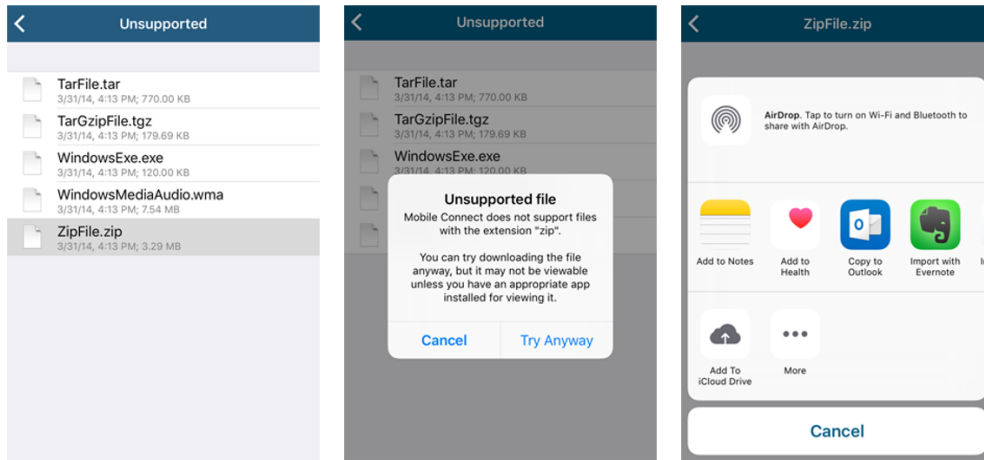 Unsupported
TarFile.tar
3/31/14, 4:13 PM; 770.00 KB
TarGzipFile.tgz
3/31/14, 4:13 PM; 179.69 KB
WindowsExe.exe
3/31/14, 4:13 PM; 120.00 KB
WindowsMediaAudio.wma
3/31/14, 4:13 PM; 7.54 MB
ZipFile.zip
3/31/14, 4:13 PM; 3.29 MB
Unsupported
TarFile.tar
3/31/14, 4:13 PM; 770.00 KB
TarGzipFile.tgz
3/31/14, 4:13 PM; 179.69 KB
WindowsExe.exe
3/31/14, 4:13 PM; 120.00 KB
Unsupported file
Mobile Connect does not support files
with the extension "zip".
You can try downloading the file
anyway, but it may not be viewable
unless you have an appropriate app
installed for viewing it.
Cancel
Try Anyway
ZipFile.zip
AirDrop. Tap to turn on Wi-Fi and Bluetooth to
share with AirDrop.
Add to Notes
Add to
Health
Copy to
Outlook
Import with
Evernote
Add To
iCloud Drive
More
Cancel